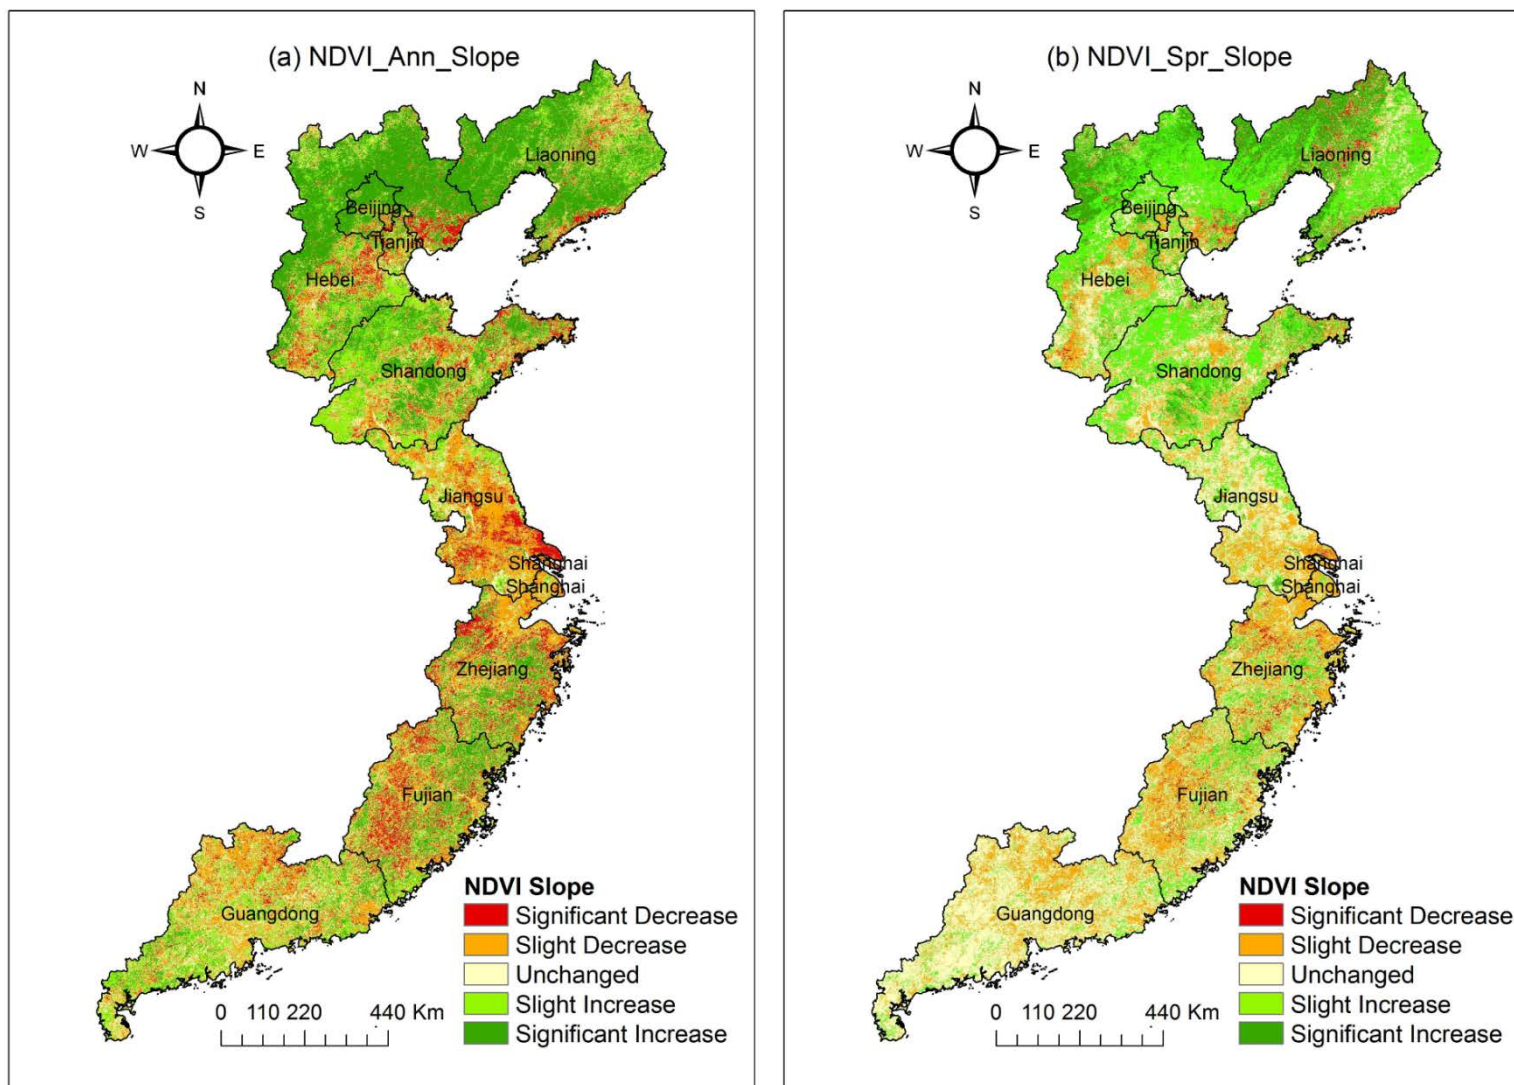 (a) NDVI_Ann_Slope
N
W
E
S
Liaoning
Beijing
Tianjin
Hebei
Shandong
Jiangsu
Shanghai
Shanghai
Zhejiang
Fujian
Guangdong
NDVI Slope
Significant Decrease
Slight Decrease
Unchanged
Slight Increase
Significant Increase
0 110 220 440 Km
(b) NDVI_Spr_Slope
N
W
E
S
Liaoning
Beijing
Tianjin
Hebei
Shandong
Jiangsu
Shanghai
Shanghai
Zhejiang
Fujian
Guangdong
NDVI Slope
Significant Decrease
Slight Decrease
Unchanged
Slight Increase
Significant Increase
0 110 220 440 Km